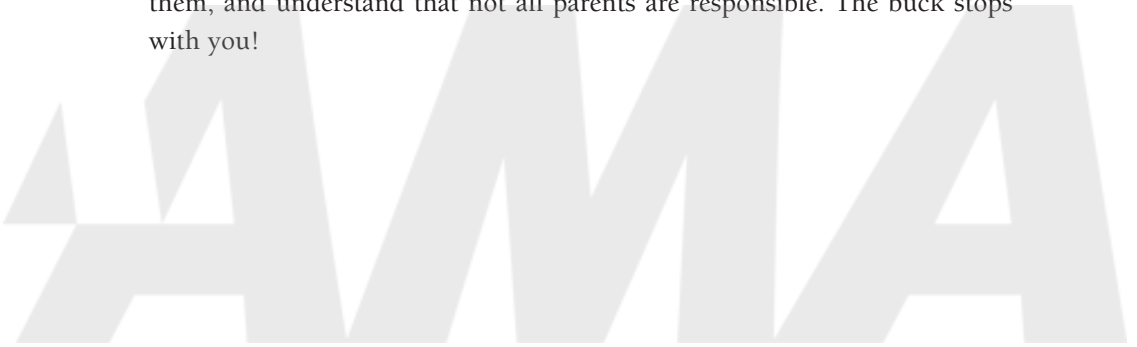 them, and understand that not all parents are responsible. The buck stops
with you!
AMA